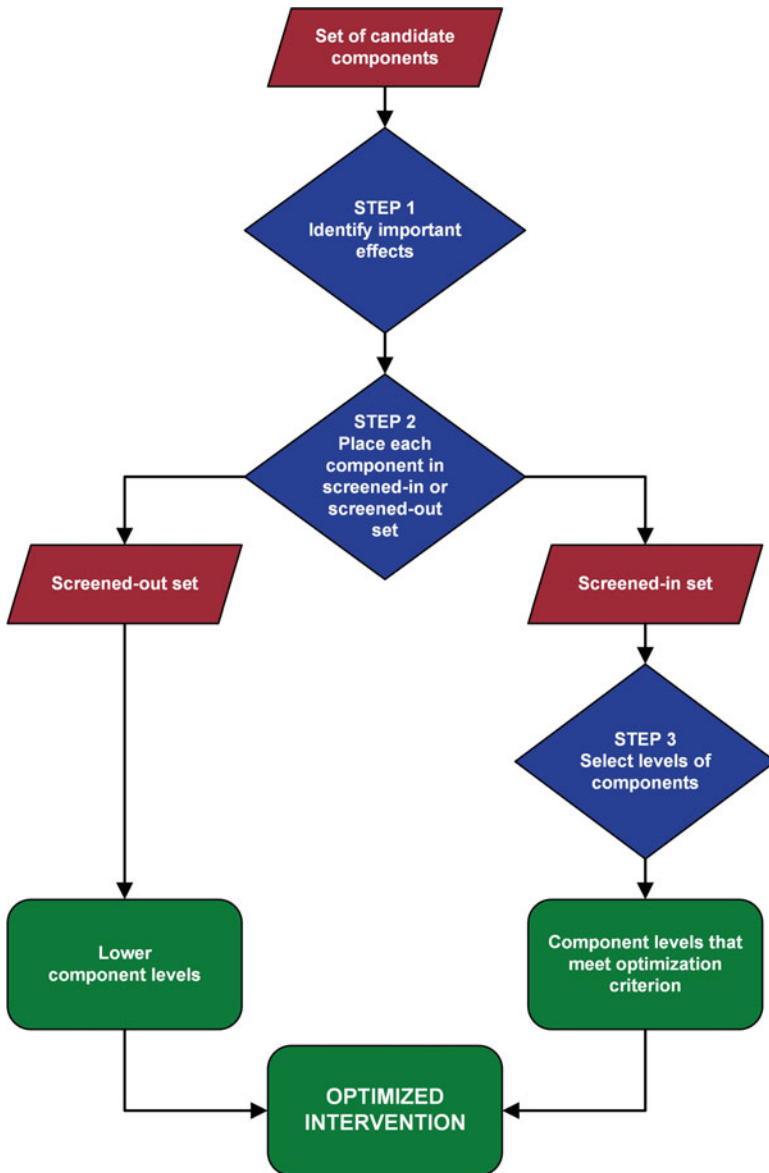 Set of candidate
components
STEP 1
Identify important
effects
STEP 2
Place each
component in
screened-in or
screened-out
set
Screened-out set
Screened-in set
STEP 3
Select levels of
components
Lower
component levels
Component levels that
meet optimization
criterion
OPTIMIZED
INTERVENTION